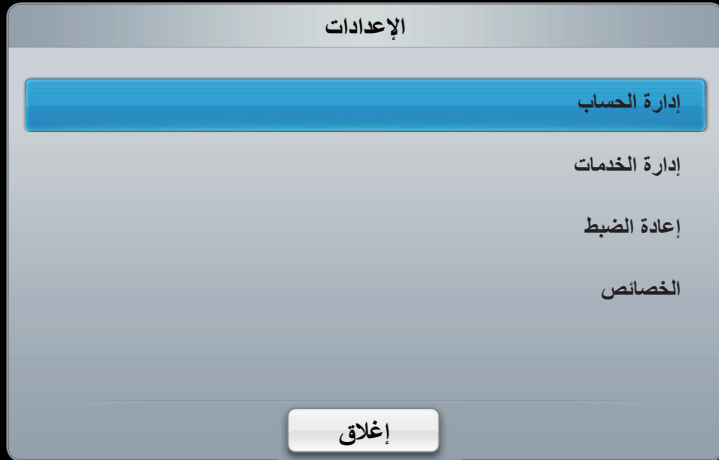 الإعدادات
إدارة الحساب
إدارة الخدمات
إعادة الضبط
الخصائص
إغلاق